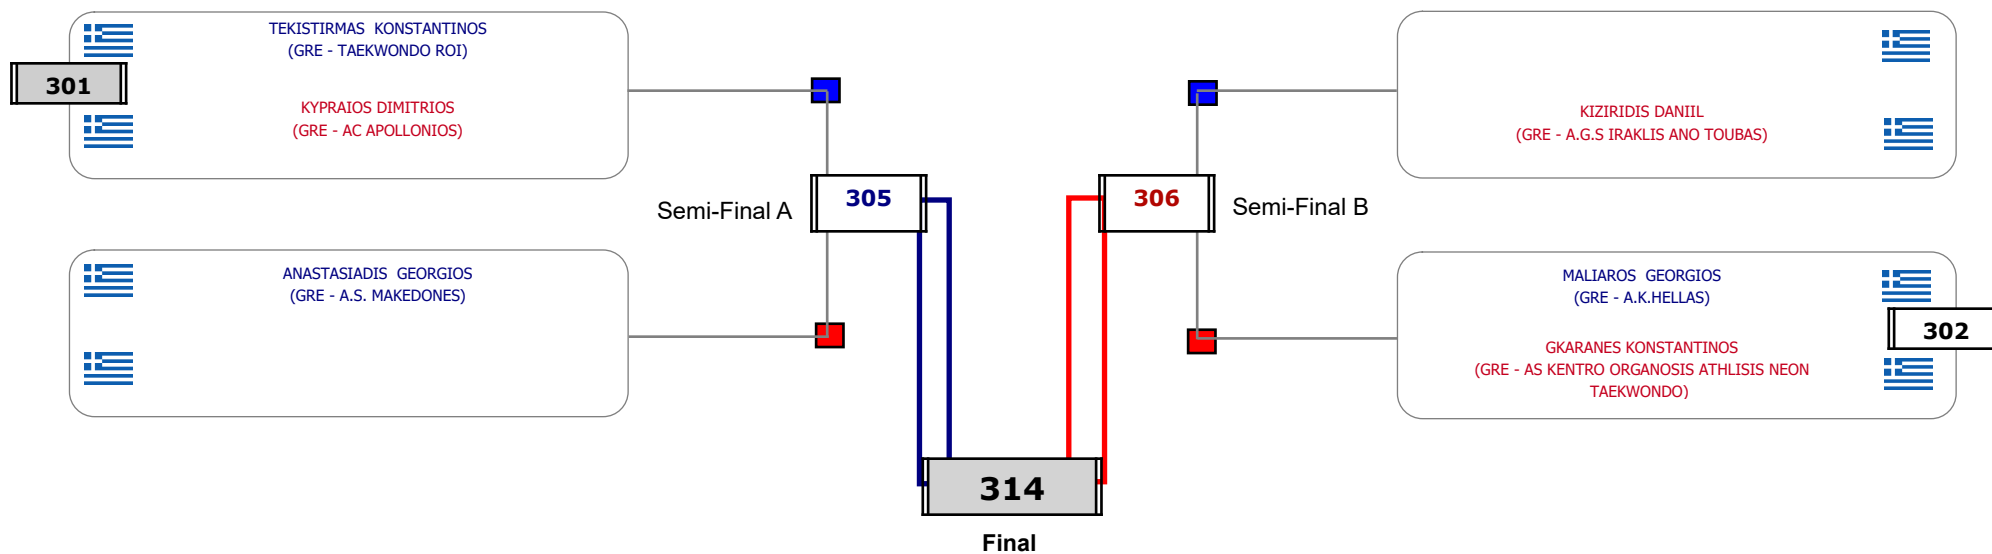 TEKISTIRMAS KONSTANTINOS
(GRE - TAEKWONDO ROI)
301
KYPRAIOS DIMITRIOS
(GRE - AC APOLLONIOS)
KIZIRIDIS DANIIL
(GRE - A.G.S IRAKLIS ANO TOUBAS)
Semi-Final A
305
306
Semi-Final B
ANASTASIADIS GEORGIOS
(GRE - A.S. MAKEDONES)
MALIAROS GEORGIOS
(GRE - A.K.HELLAS)
302
GKARANES KONSTANTINOS
(GRE - AS KENTRO ORGANOSIS ATHLISIS NEON
TAEKWONDO)
314
Final